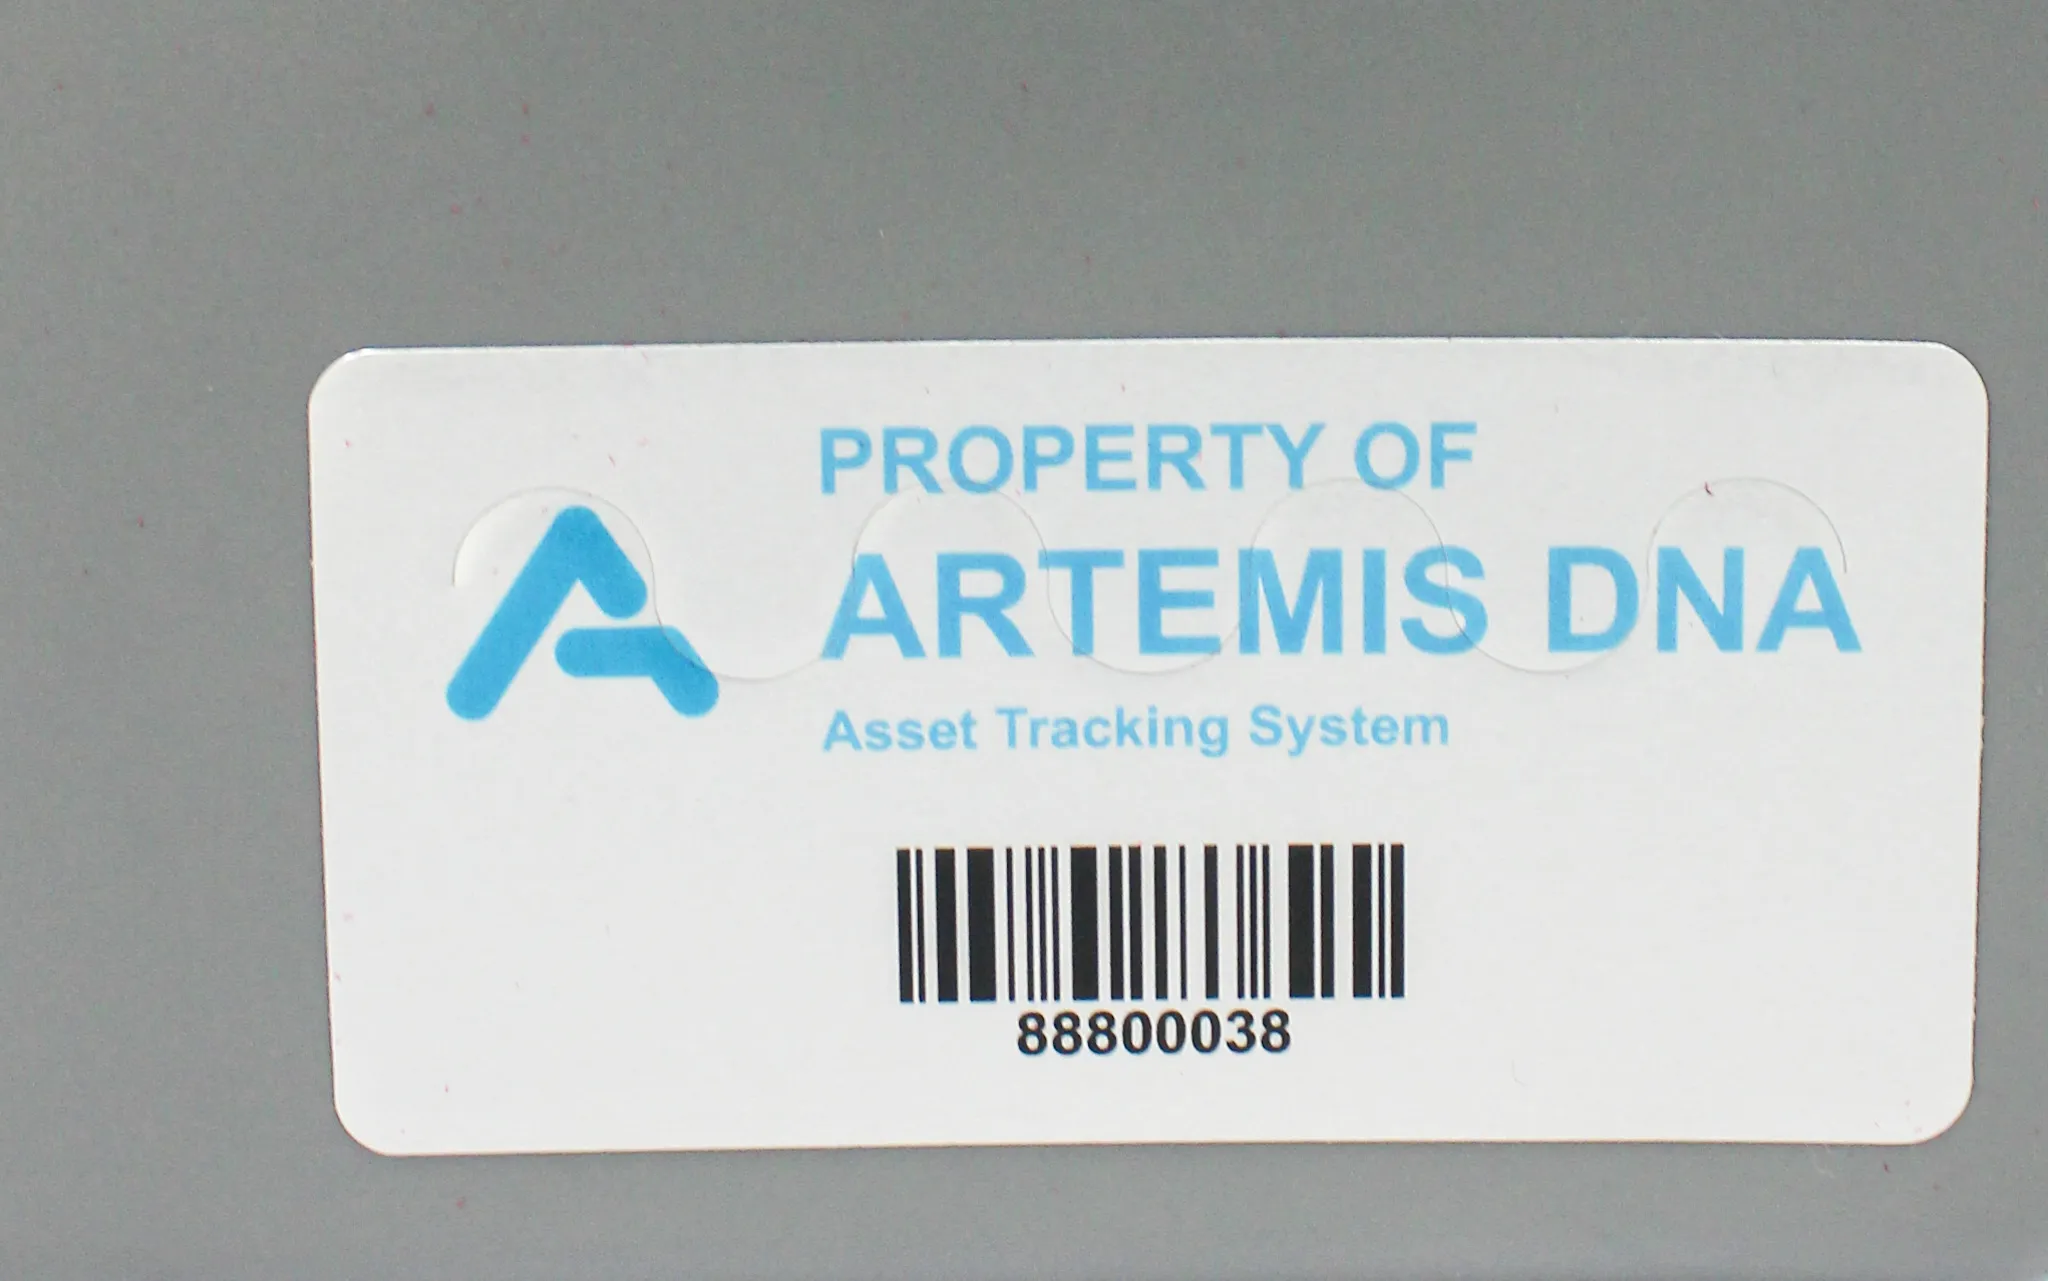 PROPERTY OF
ARTEMIS DNA
Asset Tracking System
88800038